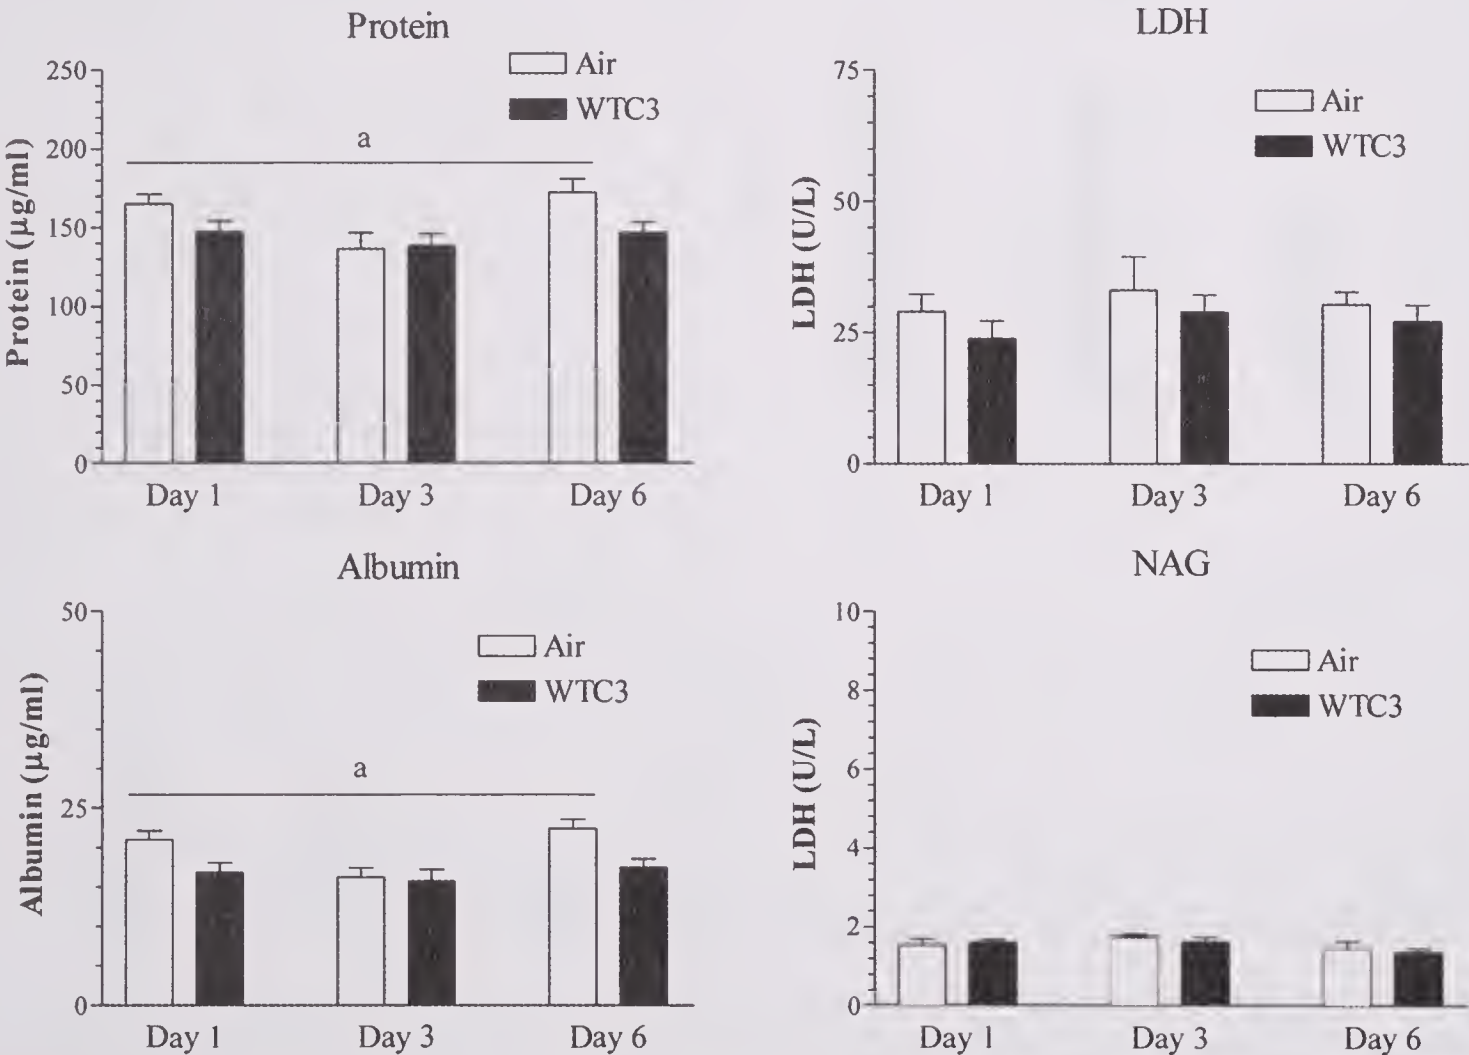 Protein
250
200
150
100
50
0
Protein (µg/ml)
Air
WTC3
a
Day 1
Day 3
Day 6
LDH
75
50
25
0
LDH (U/L)
Air
WTC3
Day 1
Day 3
Day 6
Albumin
50
25
0
Albumin (µg/ml)
Air
WTC3
a
Day 1
Day 3
Day 6
NAG
10
8
6
4
2
0
LDH (U/L)
Air
WTC3
Day 1
Day 3
Day 6